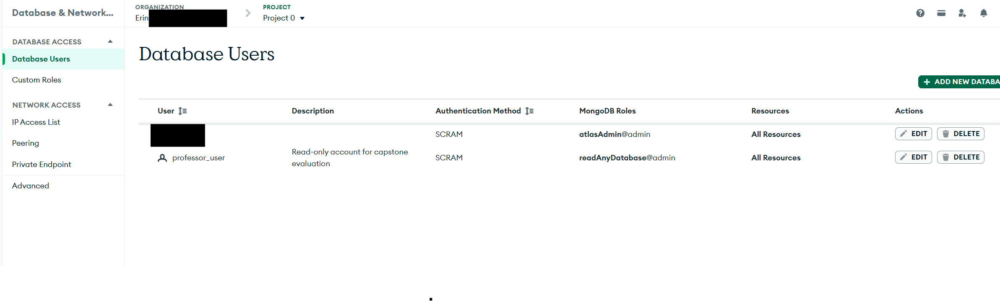 Database & Network...
ORGANIZATION
Erin
PROJECT
Project 0
DATABASE ACCESS
Database Users
Custom Roles
NETWORK ACCESS
IP Access List
Peering
Private Endpoint
Advanced
Database Users
ADD NEW DATABA
User Description Authentication Method MongoDB Roles Resources Actions
SCRAM atlasAdmin@admin All Resources EDIT DELETE
professor_user Read-only account for capstone evaluation SCRAM readAnyDatabase@admin All Resources EDIT DELETE